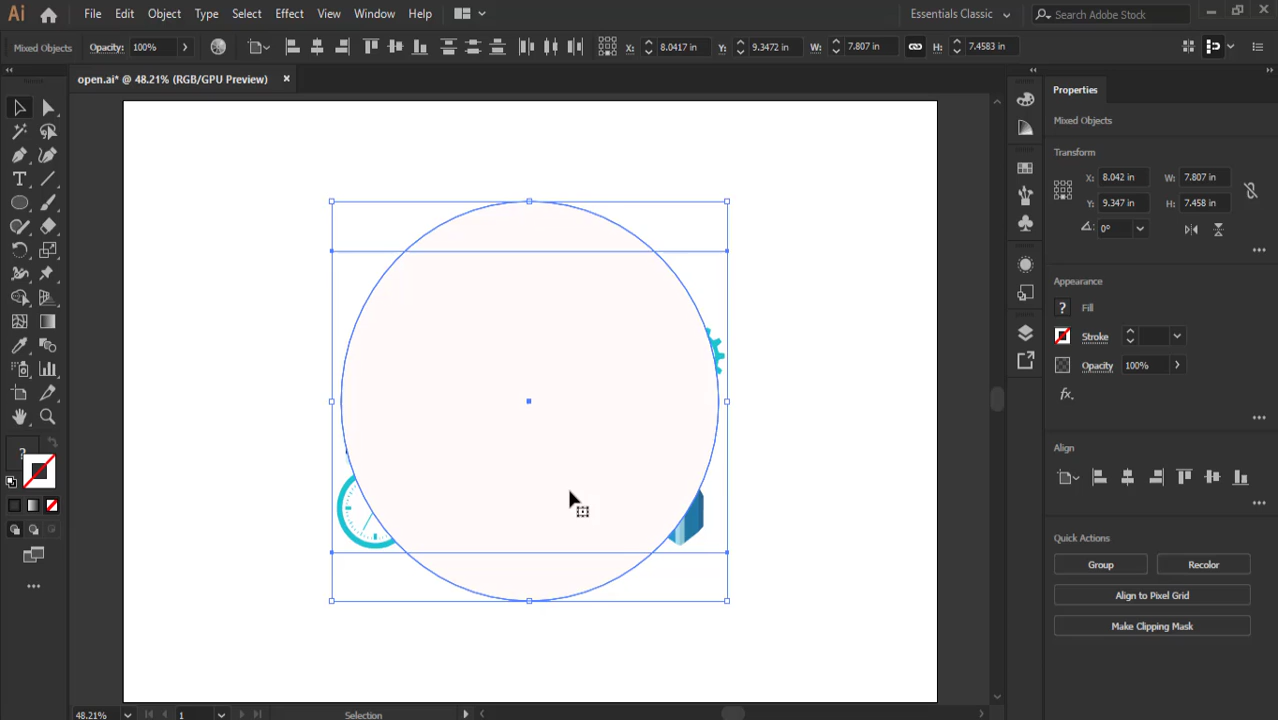 Ai File Edit Object Type Select Effect View Window Help Essentials Classic Search Adobe Stock
Mixed Objects Opacity: 100% X: 8.0417 in Y: 9.3472 in W: 7.807 in H: 7.4583 in
open.ai* @ 48.21% (RGB/GPU Preview) ×
Properties
Mixed Objects
Transform
X: 8.042 in W: 7.807 in
Y: 9.347 in H: 7.458 in
0°
Appearance
? Fill
Stroke
Opacity 100%
fx.
Align
Quick Actions
Group Recolor
Align to Pixel Grid
Make Clipping Mask
?
48.21% 1 Selection